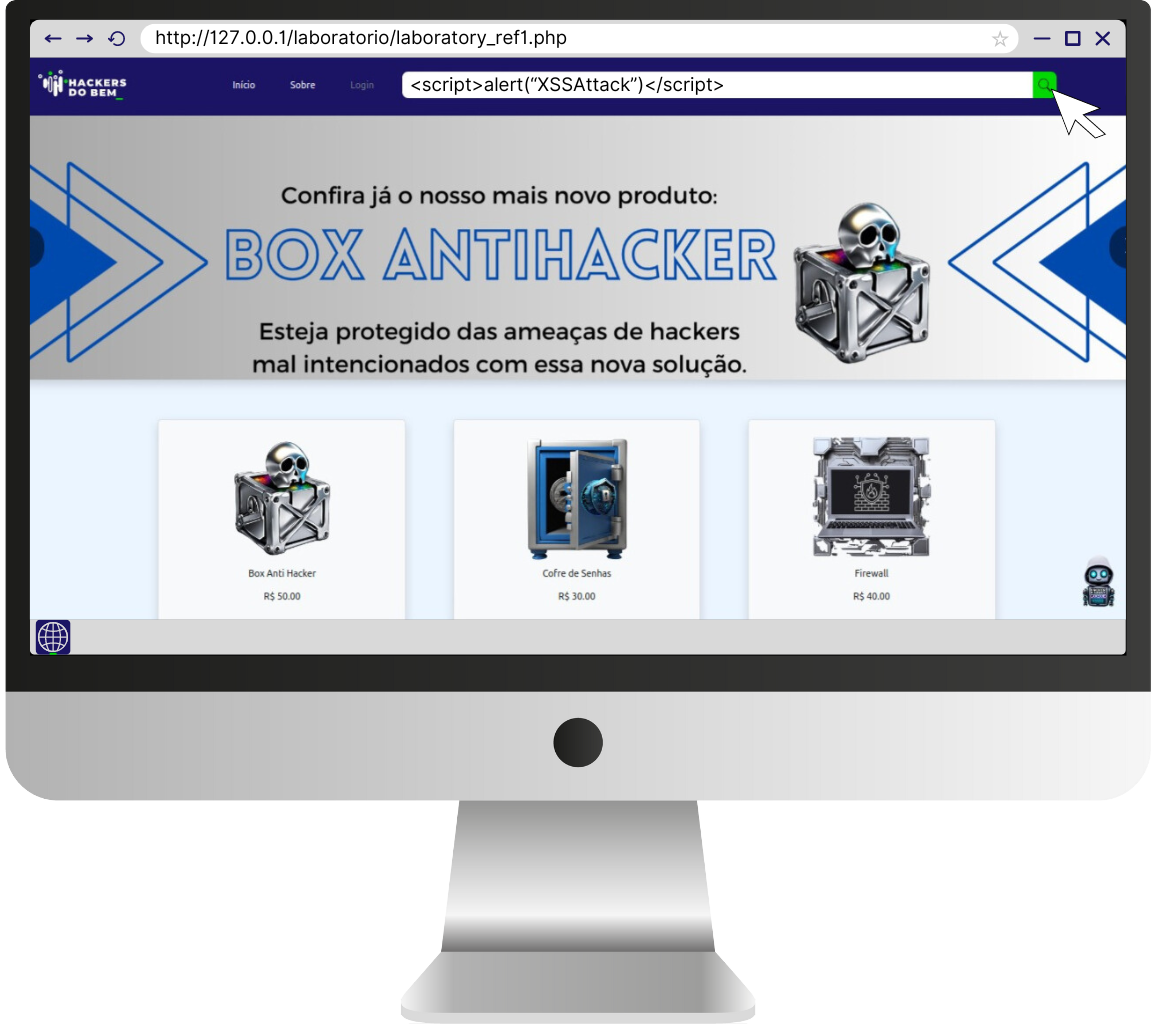 http://127.0.0.1/laboratorio/laboratory_ref1.php
HACKERS
DO BEM_
Início Sobre Login
<script>alert(“XSSAttack”)</script>
Confira já o nosso mais novo produto:
BOX ANTIHACKER
Esteja protegido das ameaças de hackers
mal intencionados com essa nova solução.
Box Anti Hacker
R$ 50.00
Cofre de Senhas
R$ 30.00
Firewall
R$ 40.00